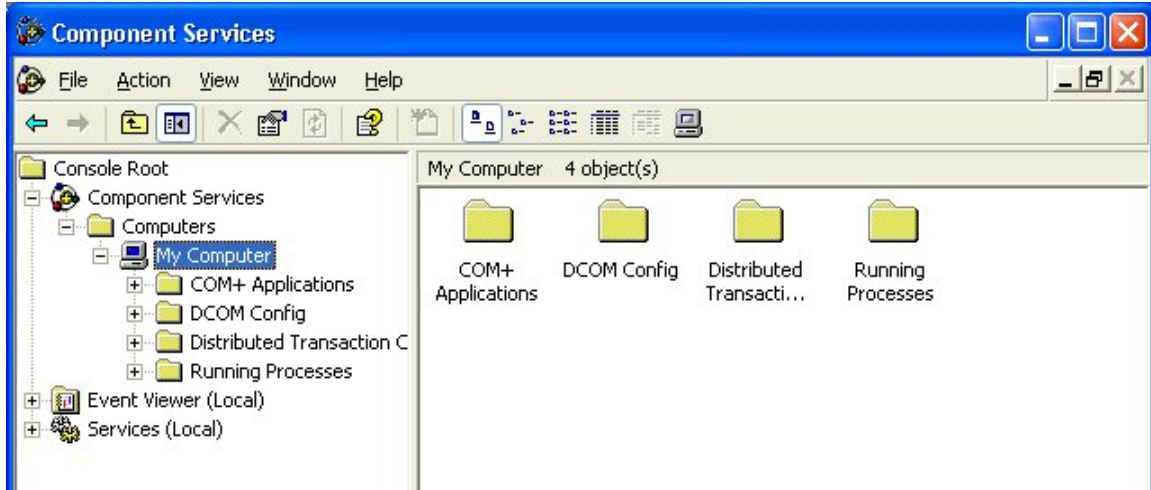 Component Services
File Action View Window Help
Console Root
Component Services
Computers
My Computer
COM+ Applications
DCOM Config
Distributed Transaction C
Running Processes
Event Viewer (Local)
Services (Local)
My Computer 4 object(s)
COM+
Applications
DCOM Config
Distributed
Transacti...
Running
Processes